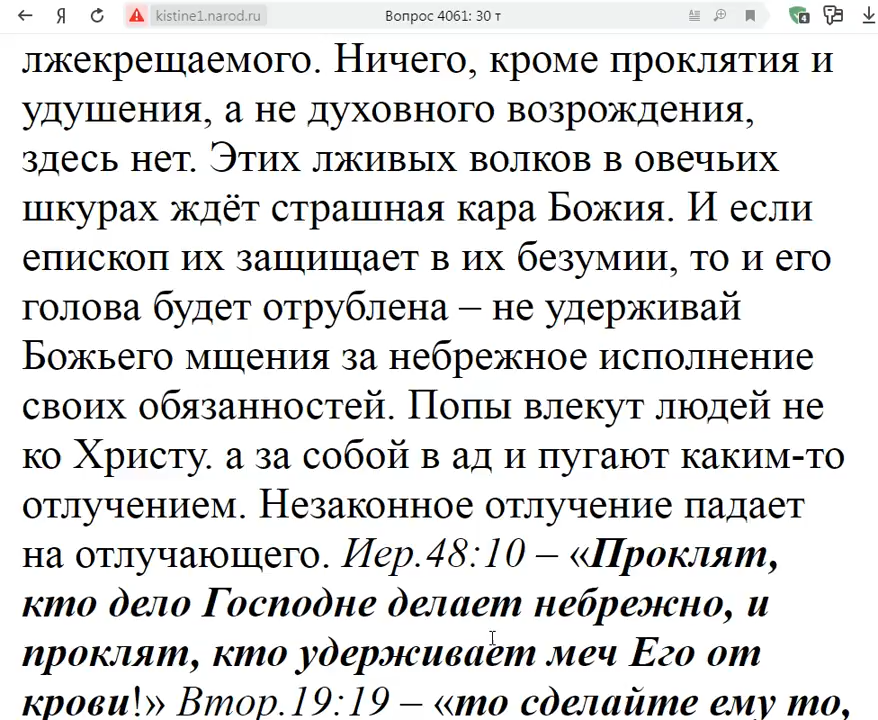 Я
kistine1.narod.ru
Вопрос 4061: 30 т
4
лжекрещаемого. Ничего, кроме проклятия и
удушения, а не духовного возрождения,
здесь нет. Этих лживых волков в овечьих
шкурах ждёт страшная кара Божия. И если
епископ их защищает в их безумии, то и его
голова будет отрублена – не удерживай
Божьего мщения за небрежное исполнение
своих обязанностей. Попы влекут людей не
ко Христу. а за собой в ад и пугают каким-то
отлучением. Незаконное отлучение падает
на отлучающего. Иер.48:10 – «Проклят,
кто дело Господне делает небрежно, и
проклят, кто удерживает меч Его от
крови!» Втор.19:19 – «то сделайте ему то,